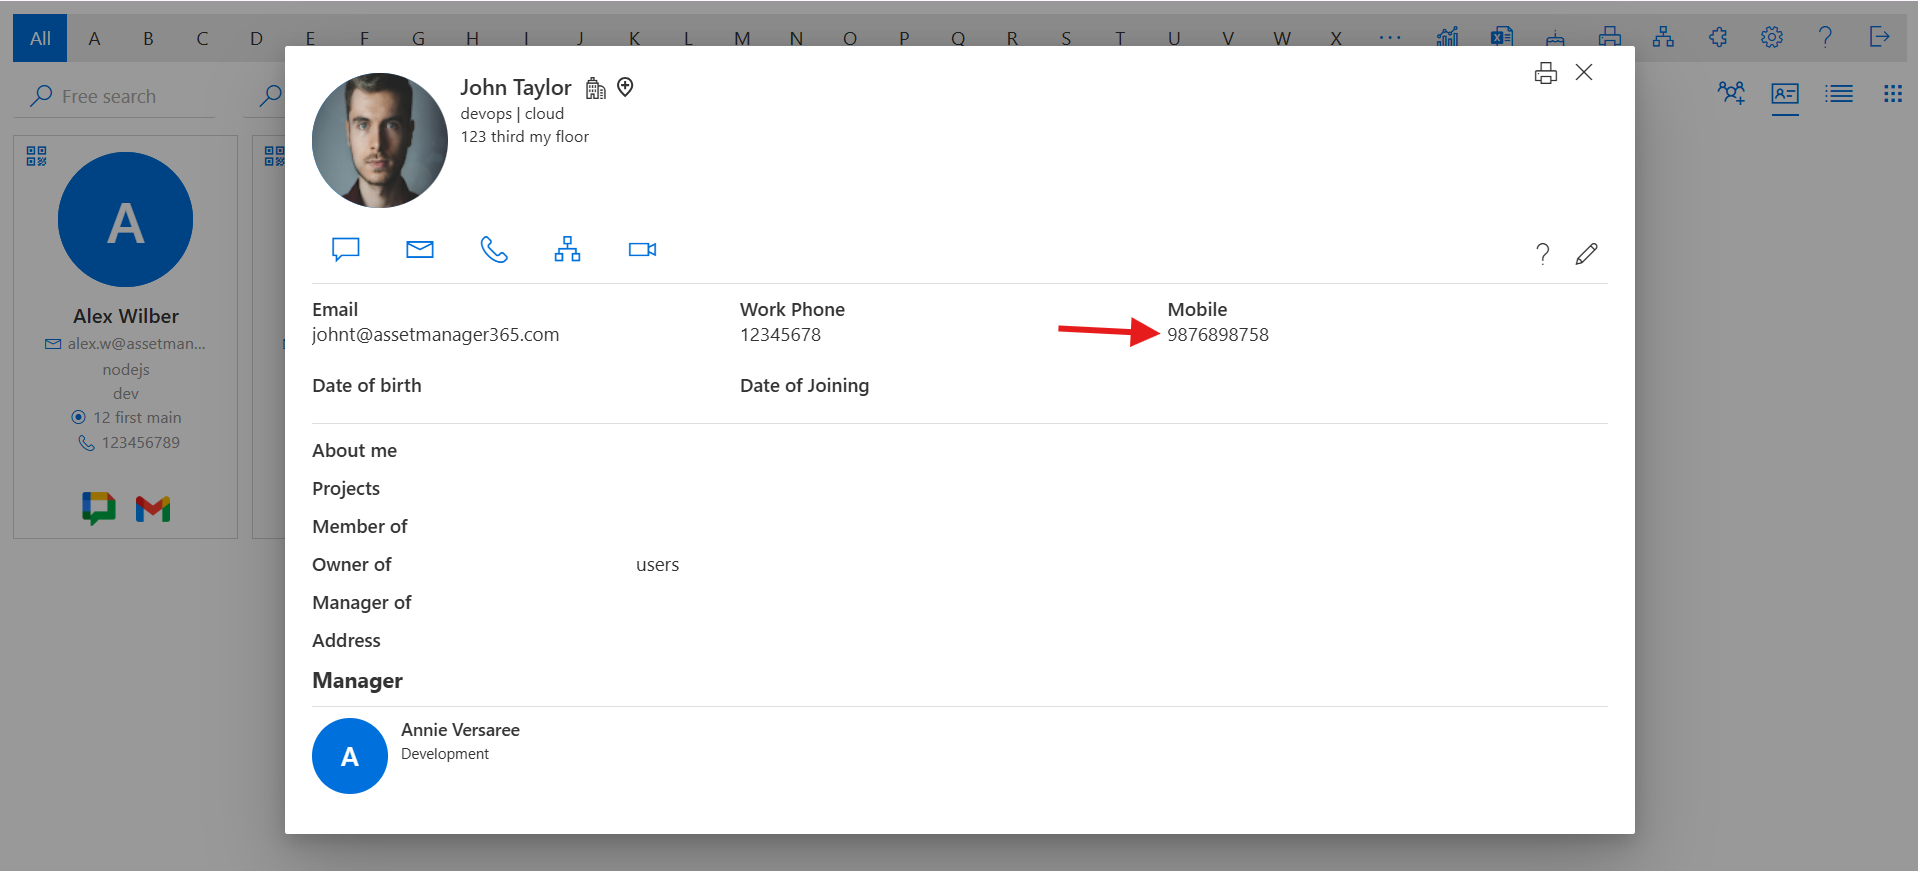 All A B C D E F G H I J K L M N O P Q R S T U V W X ...
Free search
A
Alex Wilber
alex.w@assetman...
nodejs
dev
12 first main
123456789
John Taylor
devops | cloud
123 third my floor
Email
johnt@assetmanager365.com
Work Phone
12345678
Mobile
9876898758
Date of birth
Date of Joining
About me
Projects
Member of
Owner of users
Manager of
Address
Manager
A
Annie Versaree
Development